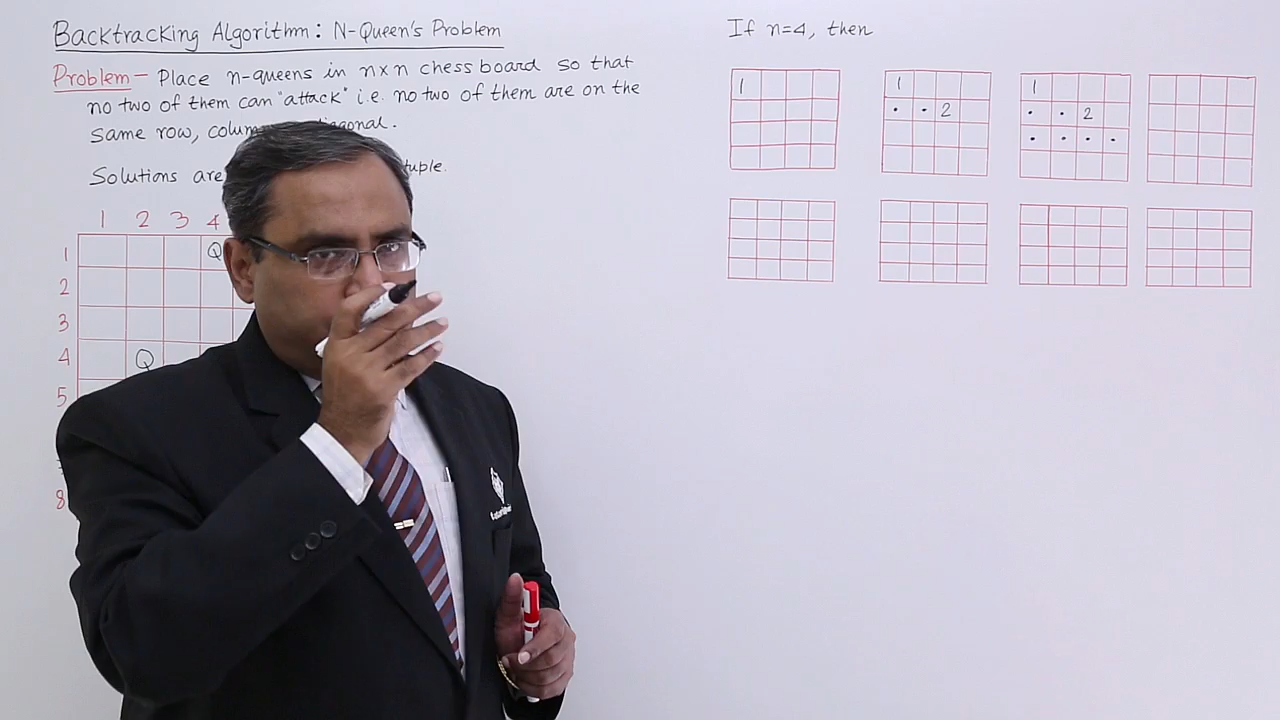 Backtracking Algorithm: N-Queen's Problem
Problem— Place n-queens in n×n chess board so that
no two of them can "attack" i.e. no two of them are on the
same row, diagonal.
Solutions are tuple.
1 2 3 4
1 Q
2
3
4 Q
5
8
If n=4, then
1
1
· · 2
1
· · 2
· · · ·